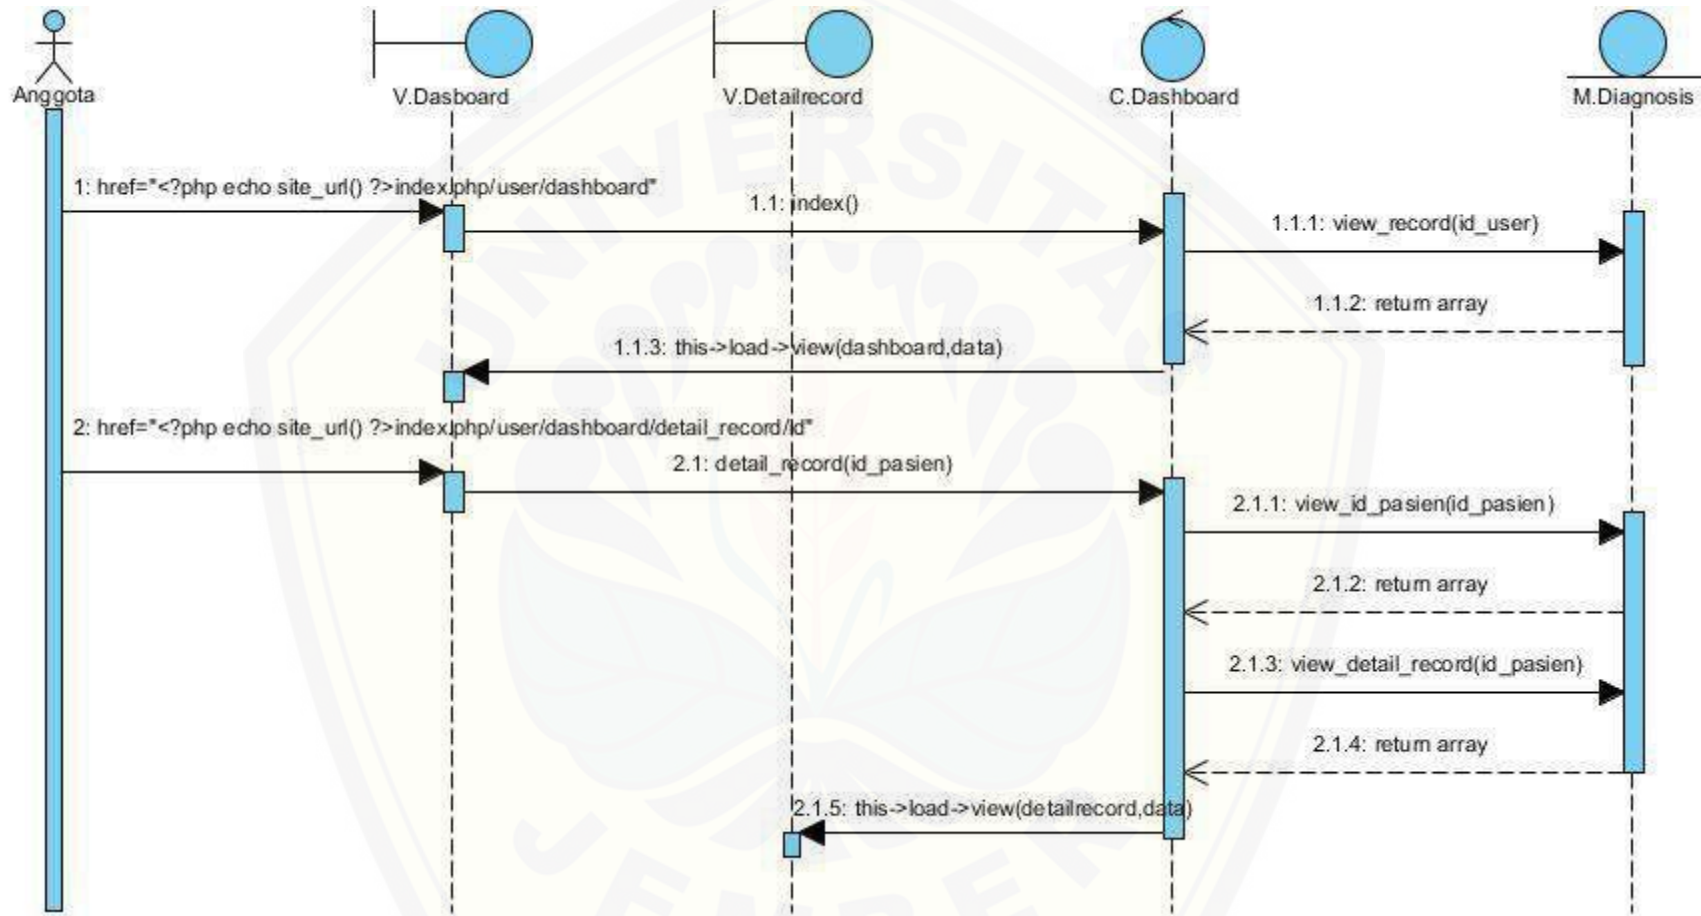 Anggota
V.Dasboard
V.Detailrecord
C.Dashboard
M.Diagnosis
1: href="<?php echo site_url() ?>index.php/user/dashboard"
1.1: index()
1.1.1: view_record(id_user)
1.1.2: return array
1.1.3: this->load->view(dashboard,data)
2: href="<?php echo site_url() ?>index.php/user/dashboard/detail_record/id"
2.1: detail_record(id_pasien)
2.1.1: view_id_pasien(id_pasien)
2.1.2: return array
2.1.3: view_detail_record(id_pasien)
2.1.4: return array
2.1.5: this->load->view(detailrecord,data)
UNIVERSITAS
JEMBER